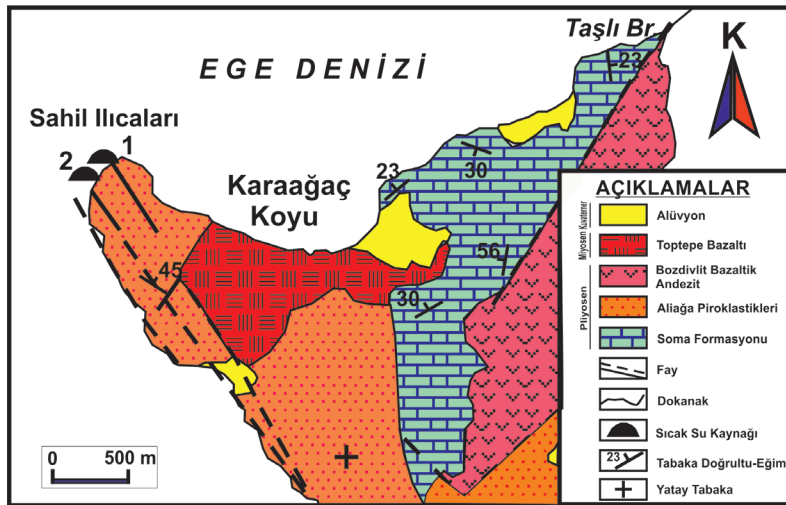 Taşlı Br.
K
EGE DENİZİ
23
Sahil Ilıcaları
1
2
30
23
Karaağaç
Koyu
56
45
30
0 500 m
AÇIKLAMALAR
Miyosen Kuvaterner
Alüvyon
Toptepe Bazaltı
Pliyosen
Bozdivlit Bazaltik
Andezit
Aliağa Piroklastikleri
Soma Formasyonu
Fay
Dokanak
Sıcak Su Kaynağı
23 Tabaka Doğrultu-Eğim
Yatay Tabaka